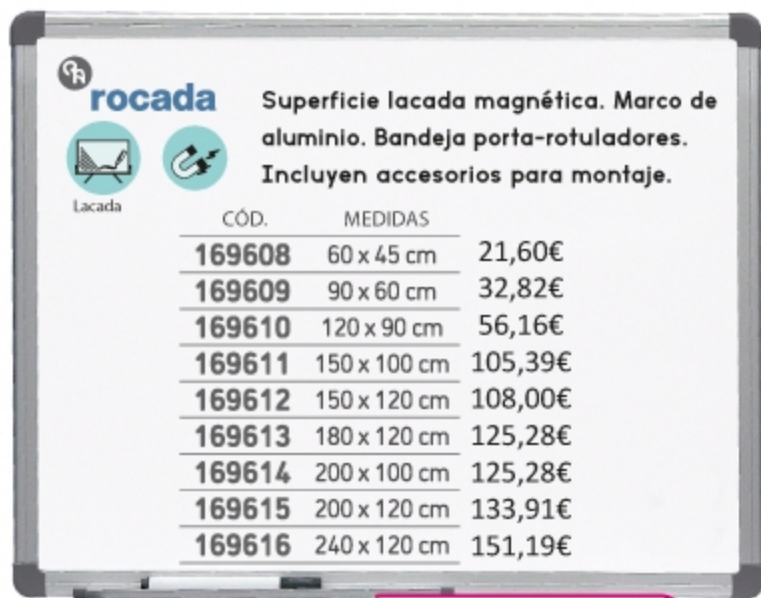 rocada
Superficie lacada magnética. Marco de
aluminio. Bandeja porta-rotuladores.
Incluyen accesorios para montaje.
Lacada
CÓD. MEDIDAS
169608 60 x 45 cm 21,60€
169609 90 x 60 cm 32,82€
169610 120 x 90 cm 56,16€
169611 150 x 100 cm 105,39€
169612 150 x 120 cm 108,00€
169613 180 x 120 cm 125,28€
169614 200 x 100 cm 125,28€
169615 200 x 120 cm 133,91€
169616 240 x 120 cm 151,19€